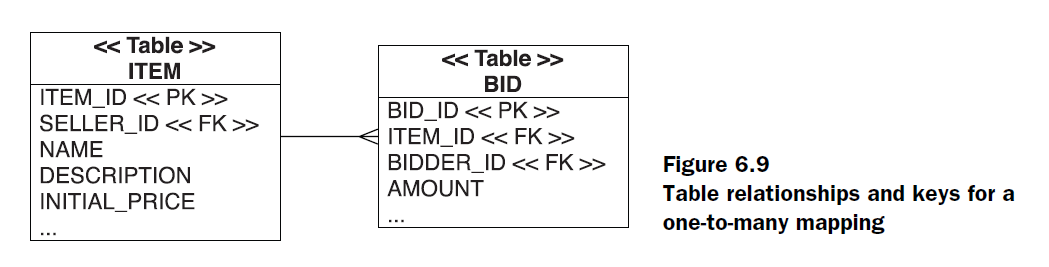 << Table >>
ITEM
ITEM_ID << PK >>
SELLER_ID << FK >>
NAME
DESCRIPTION
INITIAL_PRICE
...
<< Table >>
BID
BID_ID << PK >>
ITEM_ID << FK >>
BIDDER_ID << FK >>
AMOUNT
...
Figure 6.9
Table relationships and keys for a
one-to-many mapping